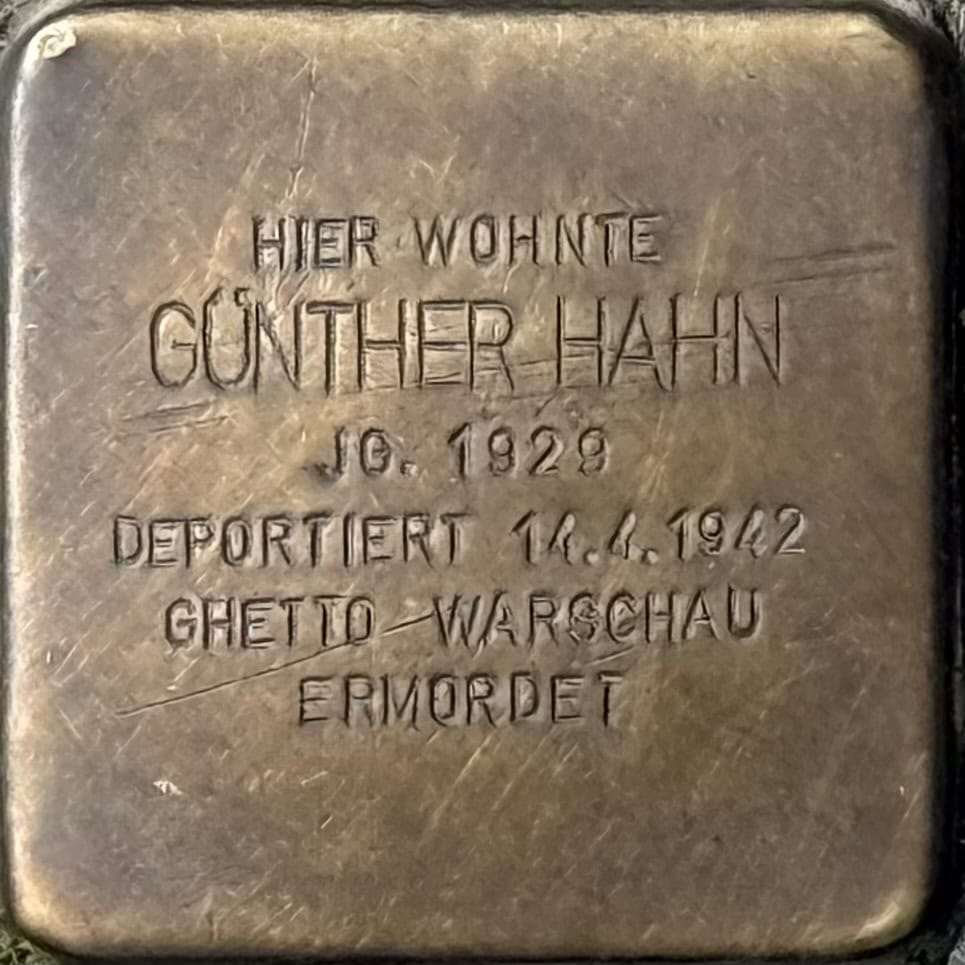 HIER WOHNTE
GÜNTHER HAHN
JG. 1929
DEPORTIERT 14.4.1942
GHETTO WARSCHAU
ERMORDET